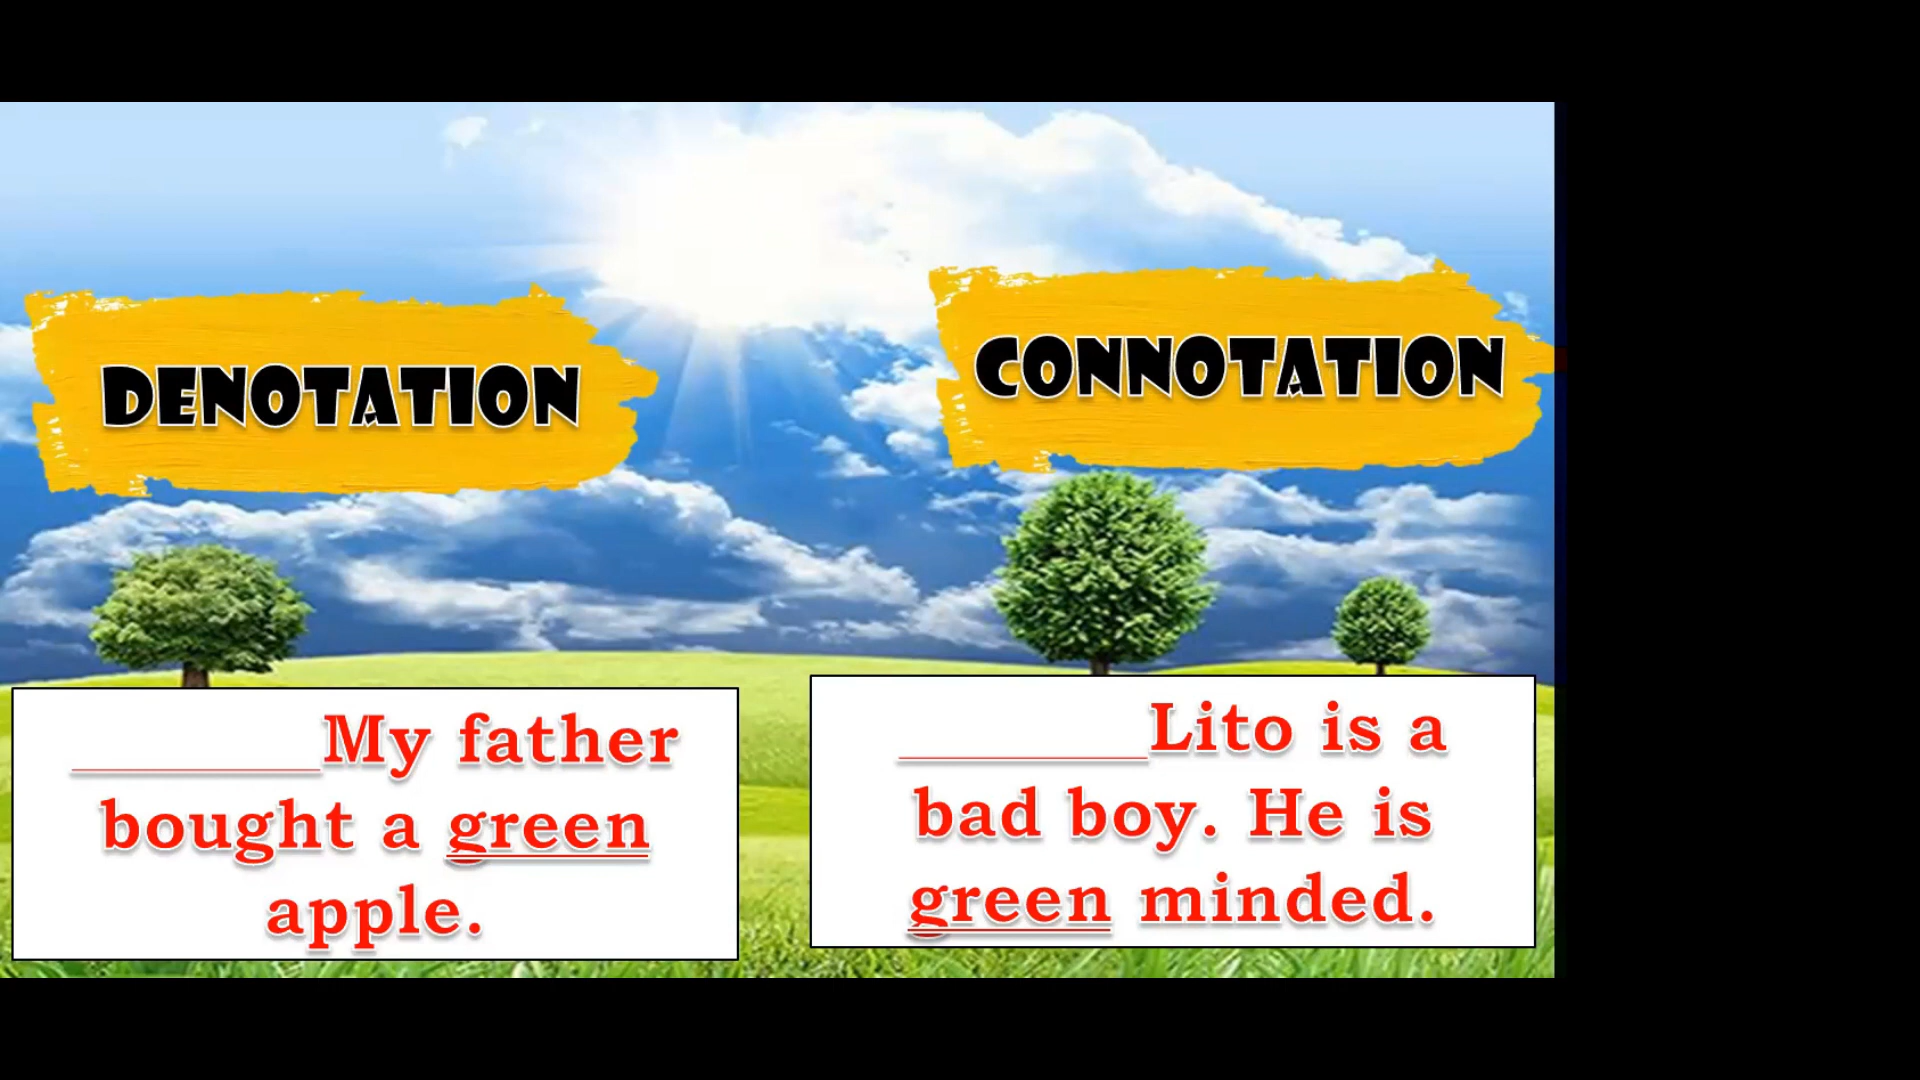 DENOTATION
CONNOTATION
________My father
bought a green
apple.
________Lito is a
bad boy. He is
green minded.